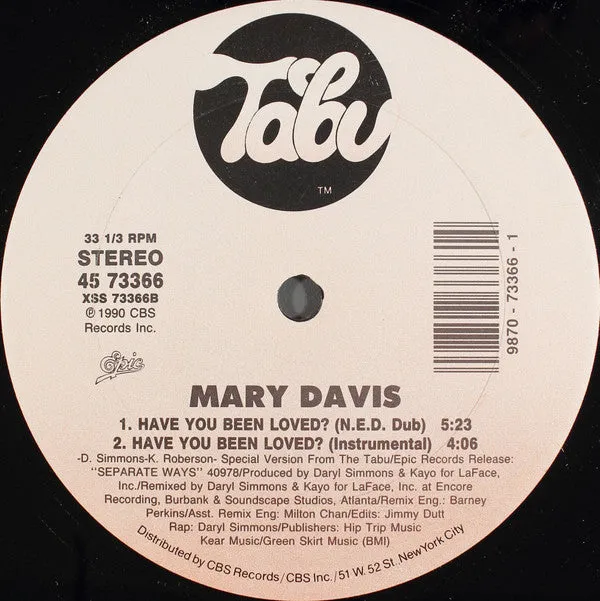 Tabu
TM
33 1/3 RPM
STEREO
45 73366
XSS 73366B
℗ 1990 CBS
Records Inc.
Epic
9870 - 73366 - 1
MARY DAVIS
1. HAVE YOU BEEN LOVED? (N.E.D. Dub) 5:23
2. HAVE YOU BEEN LOVED? (Instrumental) 4:06
-D. Simmons-K. Roberson- Special Version From The Tabu/Epic Records Release:
"SEPARATE WAYS" 40978/Produced by Daryl Simmons & Kayo for LaFace,
Inc./Remixed by Daryl Simmons & Kayo for LaFace, Inc. at Encore
Recording, Burbank & Soundscape Studios, Atlanta/Remix Eng.: Barney
Perkins/Asst. Remix Eng: Milton Chan/Edits: Jimmy Dutt
Rap: Daryl Simmons/Publishers: Hip Trip Music
Kear Music/Green Skirt Music (BMI)
Distributed by CBS Records/CBS Inc./51 W. 52 St., New York City